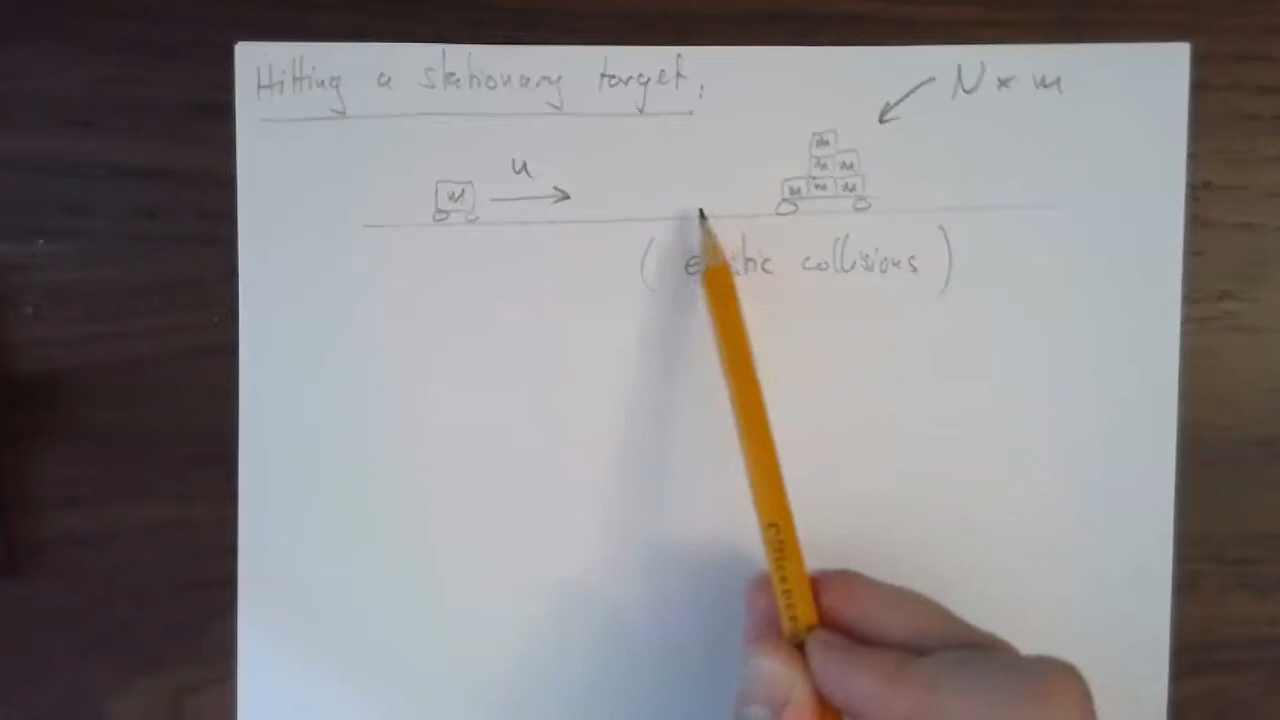 Hitting a stationary target.
N × m
u
m
m
m m
m m m
( elastic collisions )